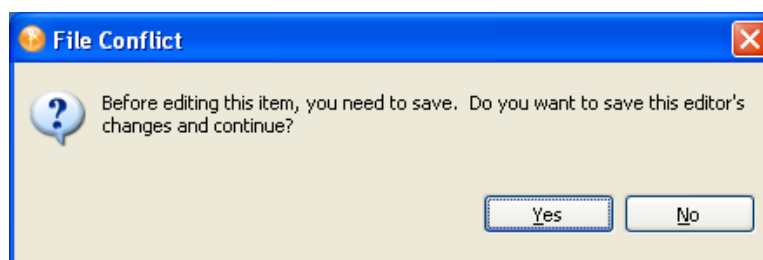 File Conflict
Before editing this item, you need to save.  Do you want to save this editor's
changes and continue?
Yes
No